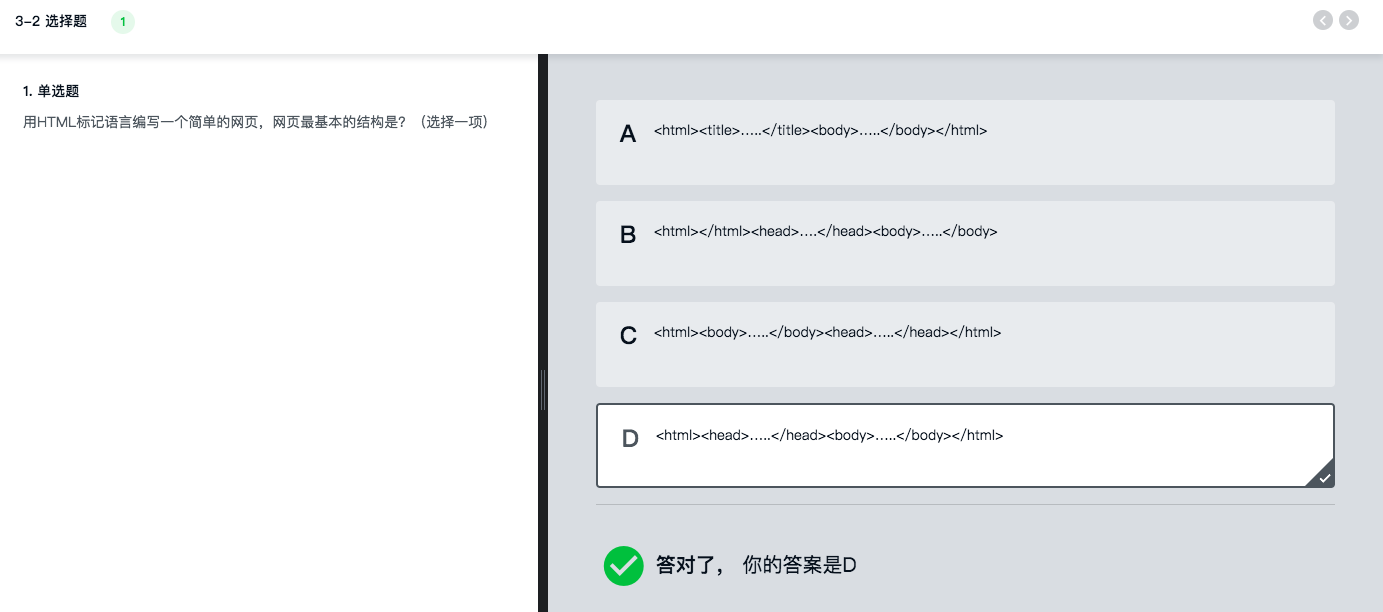 3-2 选择题 1
1. 单选题
用HTML标记语言编写一个简单的网页，网页最基本的结构是？（选择一项）
A <html><title>…..</title><body>…..</body></html>
B <html></html><head>….</head><body>…..</body>
C <html><body>…..</body><head>…..</head></html>
D <html><head>…..</head><body>…..</body></html>
答对了， 你的答案是D